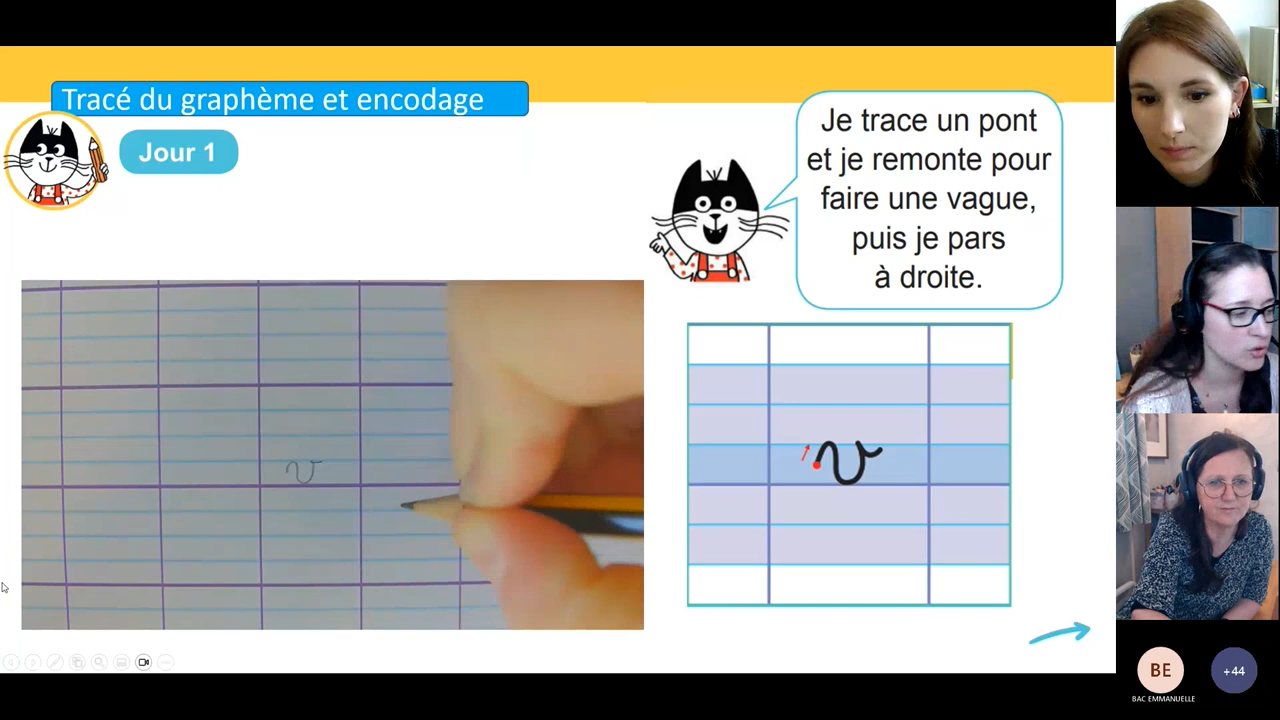 Tracé du graphème et encodage
Jour 1
Je trace un pont
et je remonte pour
faire une vague,
puis je pars
à droite.
v
v
BE
+44
BAC EMMANUELLE